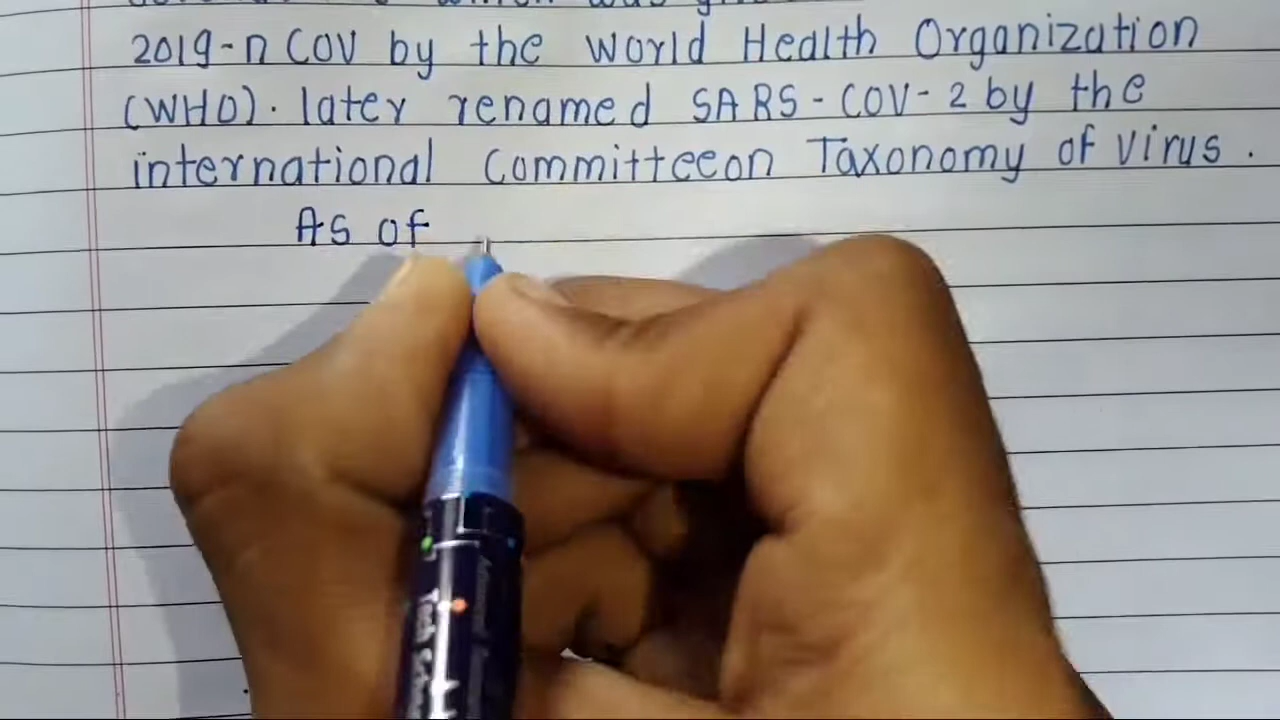 2019-n COV by the World Health Organization
(WHO). later renamed SARS-COV-2 by the
international Committeeon Taxonomy of Virus.
As of